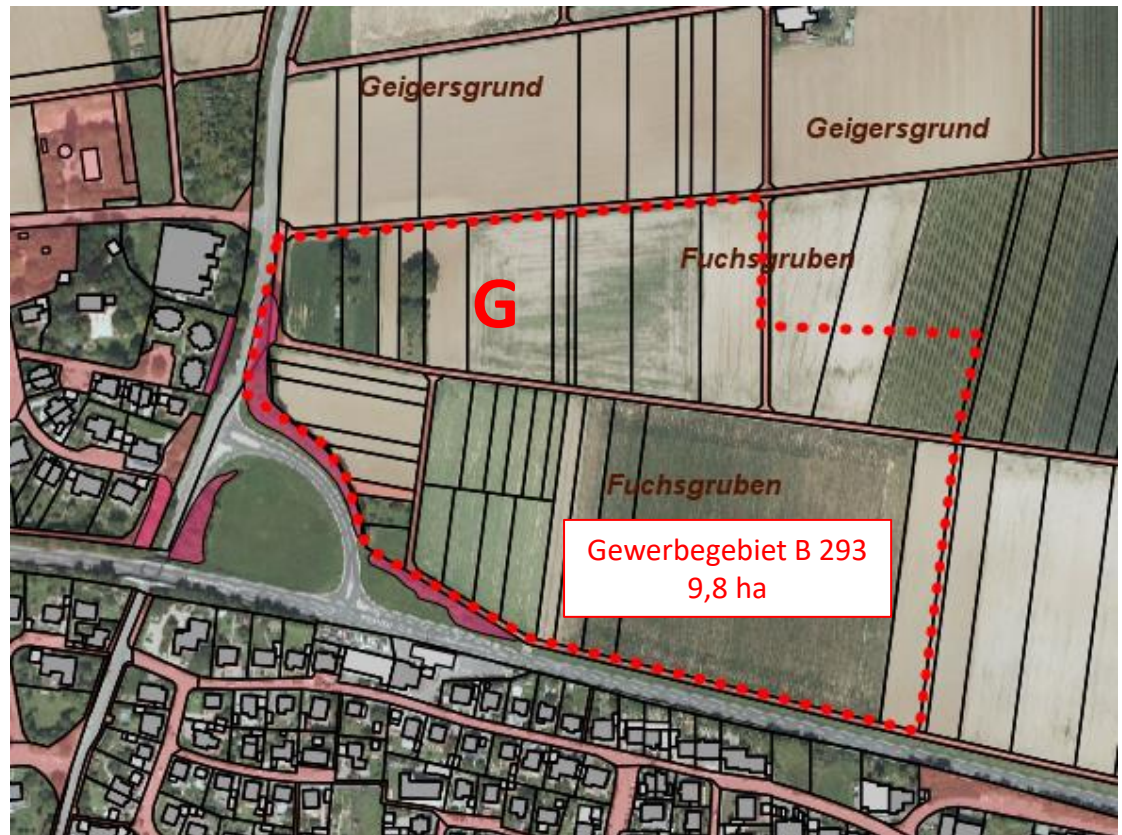 Geigersgrund
Geigersgrund
Fuchsgruben
G
Fuchsgruben
Gewerbegebiet B 293
9,8 ha